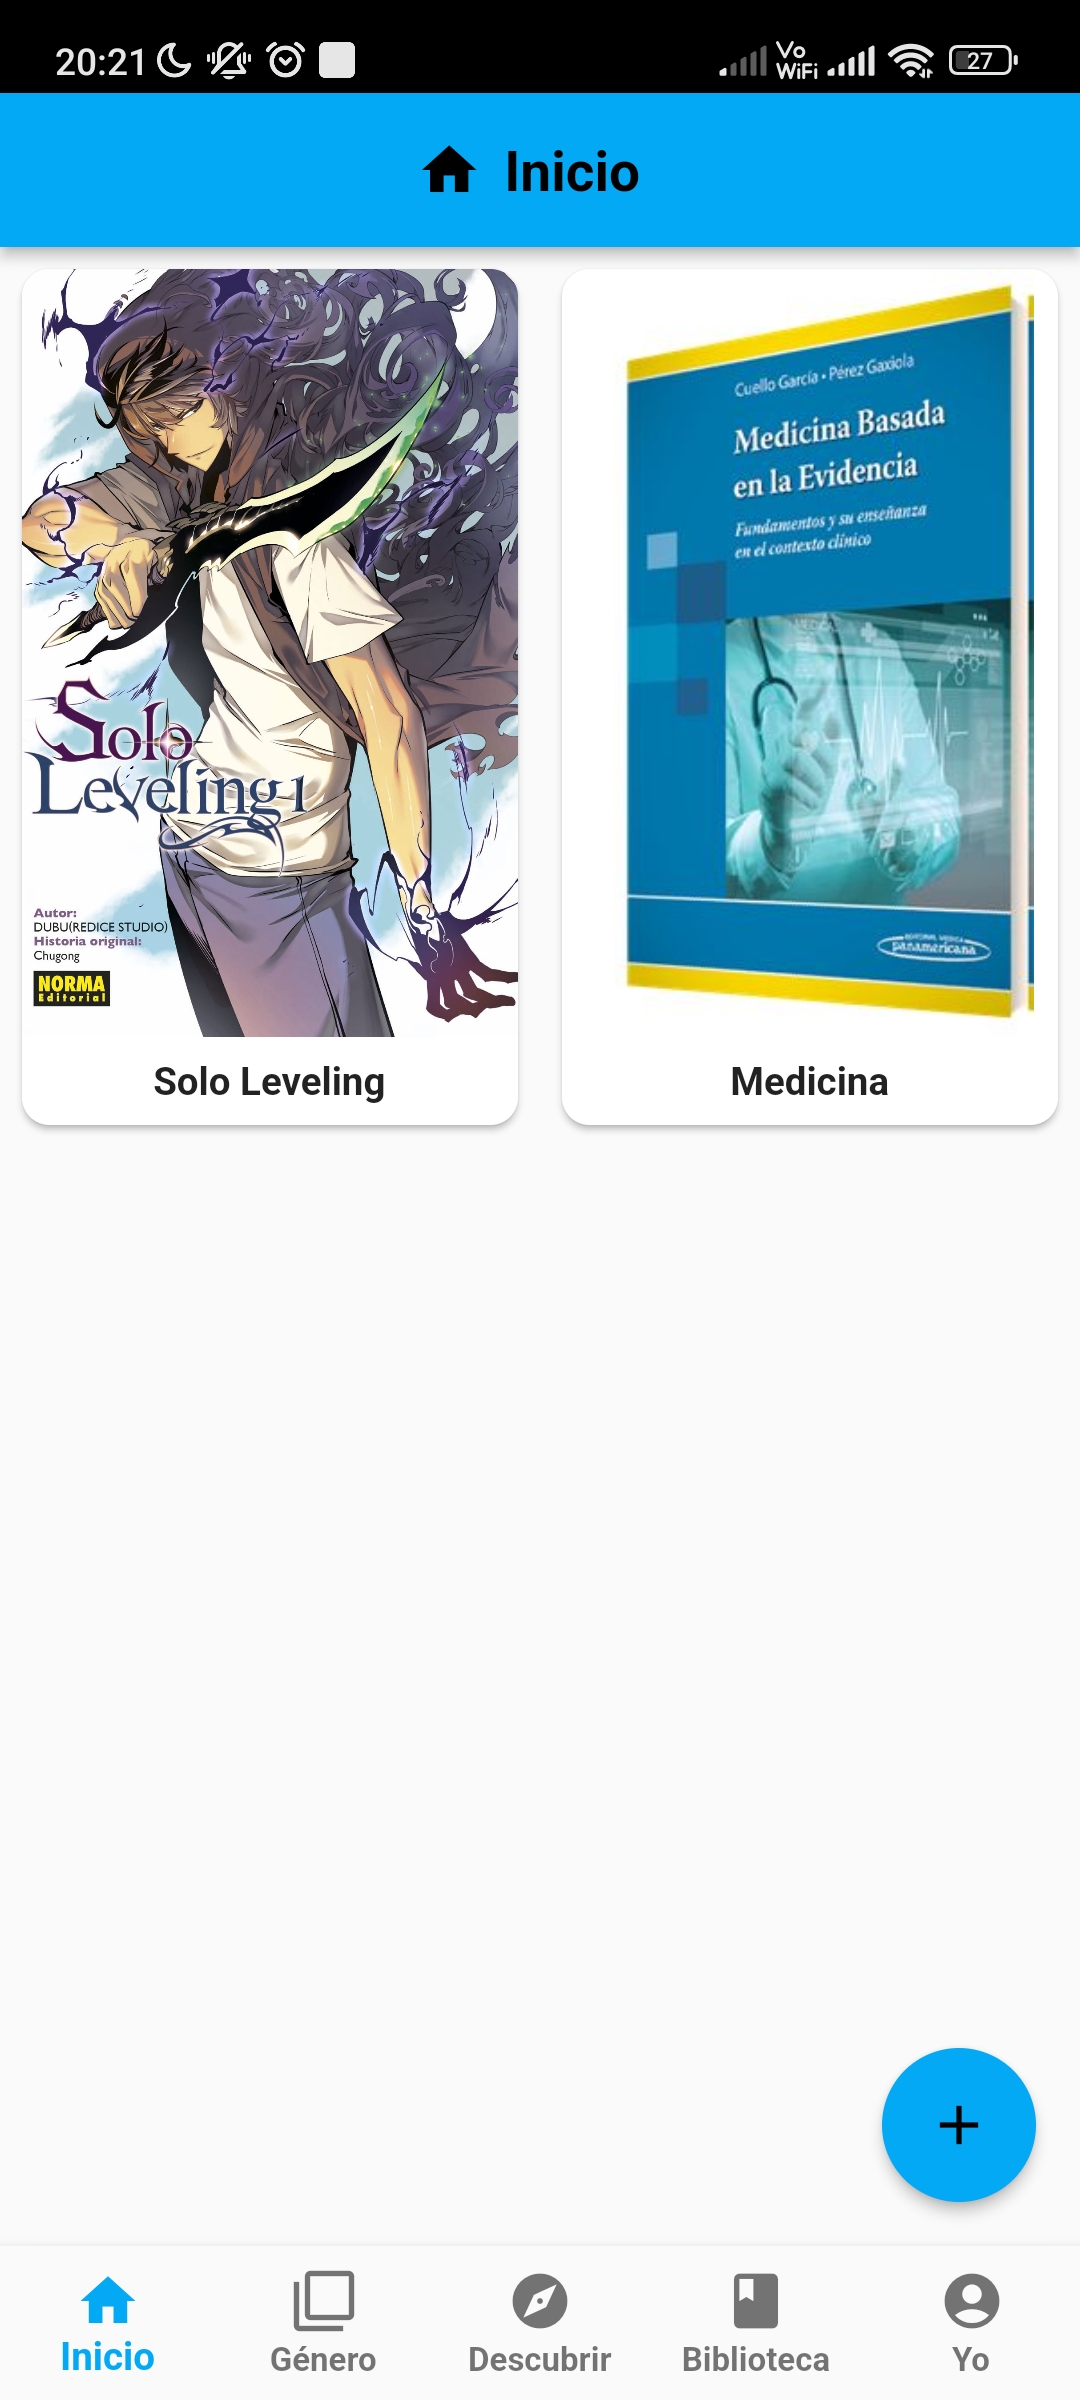 20:21
Vo
WiFi
27
Inicio
Solo
Leveling 1
Autor:
DUBU(REDICE STUDIO)
Historia original:
Chugong
NORMA
Editorial
Solo Leveling
Cuello García • Pérez Gaxiola
Medicina Basada
en la Evidencia
Fundamentos y su enseñanza
en el contexto clínico
EDITORIAL MEDICA
panamericana
Medicina
Inicio
Género
Descubrir
Biblioteca
Yo